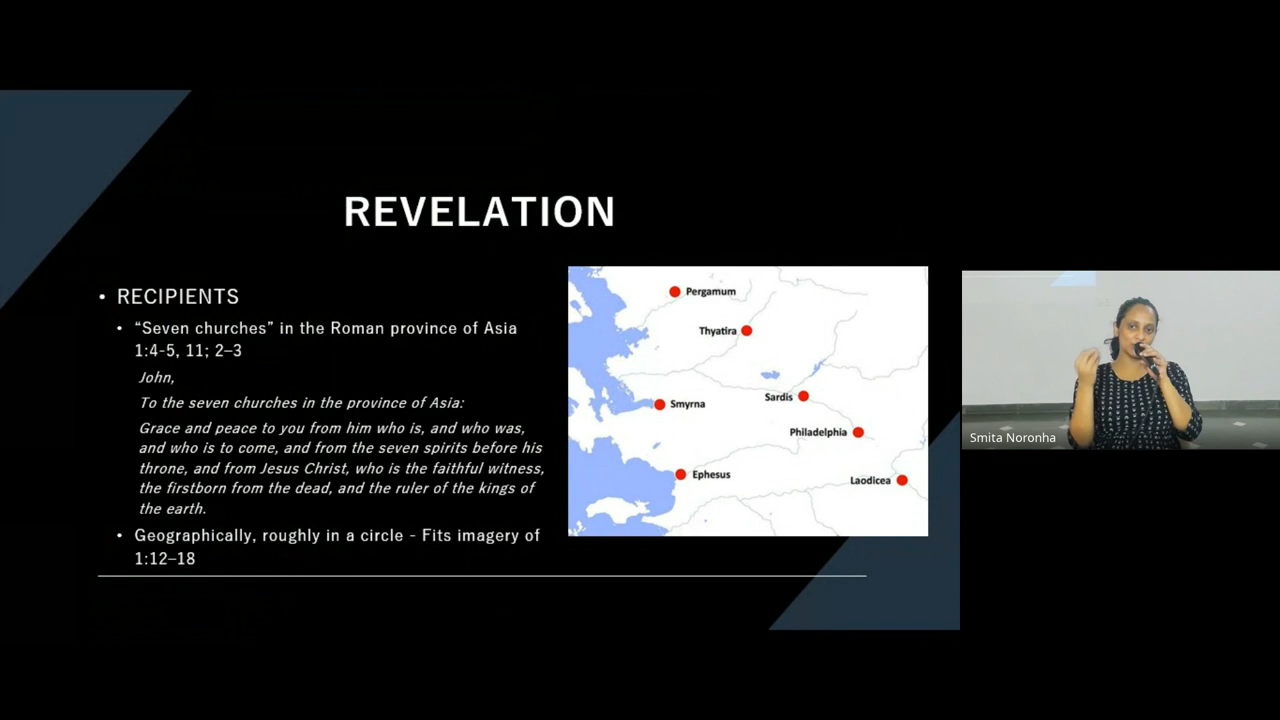 REVELATION
• RECIPIENTS
• “Seven churches” in the Roman province of Asia
1:4-5, 11; 2–3
John,
To the seven churches in the province of Asia:
Grace and peace to you from him who is, and who was,
and who is to come, and from the seven spirits before his
throne, and from Jesus Christ, who is the faithful witness,
the firstborn from the dead, and the ruler of the kings of
the earth.
• Geographically, roughly in a circle - Fits imagery of
1:12–18
Pergamum
Thyatira
Sardis
Smyrna
Philadelphia
Ephesus
Laodicea
Smita Noronha